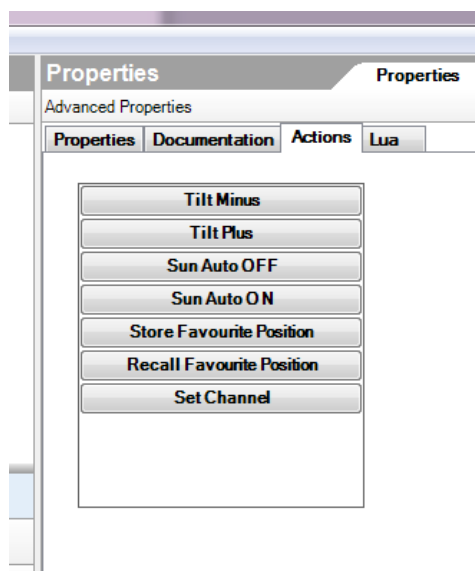 Properties Properties
Advanced Properties
Properties Documentation Actions Lua
Tilt Minus
Tilt Plus
Sun Auto OFF
Sun Auto ON
Store Favourite Position
Recall Favourite Position
Set Channel